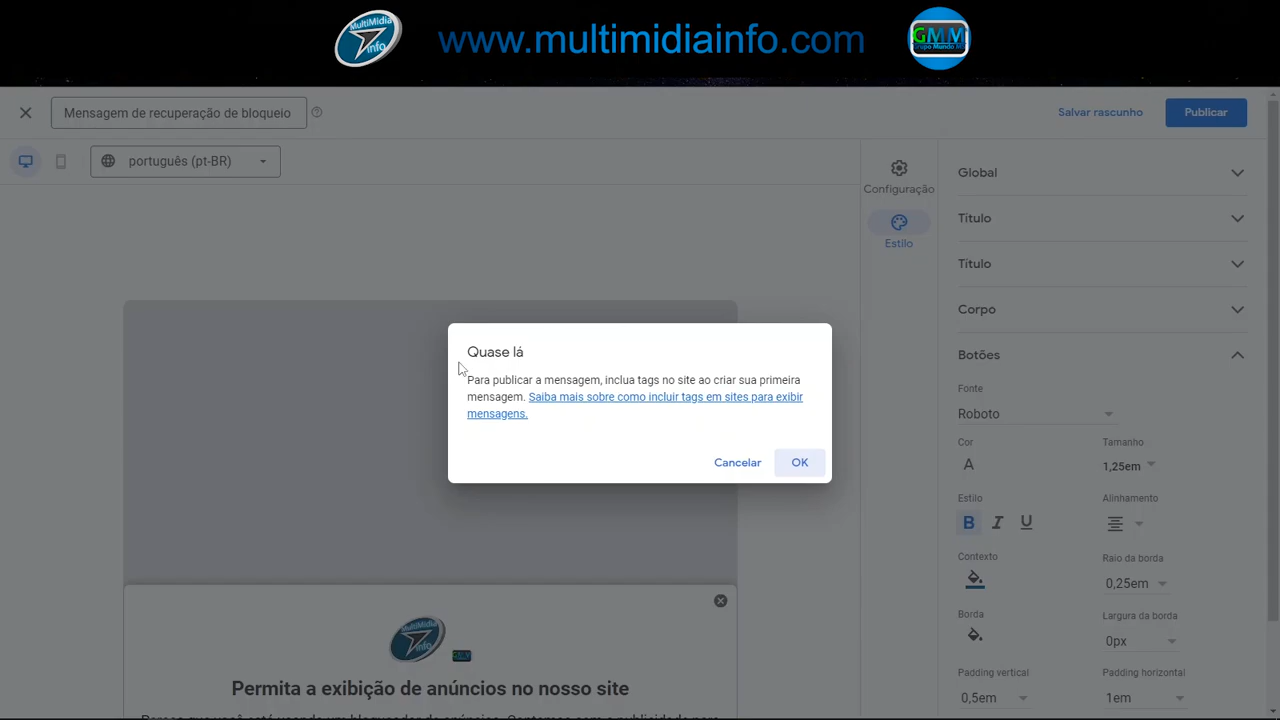 MultiMidia
info
www.multimidiainfo.com
GMM
Grupo Mundo MS
Mensagem de recuperação de bloqueio
Salvar rascunho
Publicar
português (pt-BR)
Configuração
Estilo
Global
Título
Título
Corpo
Botões
Fonte
Roboto
Cor
Tamanho
A
1,25em
Estilo
Alinhamento
B I U
Contexto
Raio da borda
0,25em
Borda
Largura da borda
0px
Padding vertical
Padding horizontal
0,5em
1em
Quase lá
Para publicar a mensagem, inclua tags no site ao criar sua primeira
mensagem. Saiba mais sobre como incluir tags em sites para exibir
mensagens.
Cancelar
OK
MultiMidia
info
Permita a exibição de anúncios no nosso site